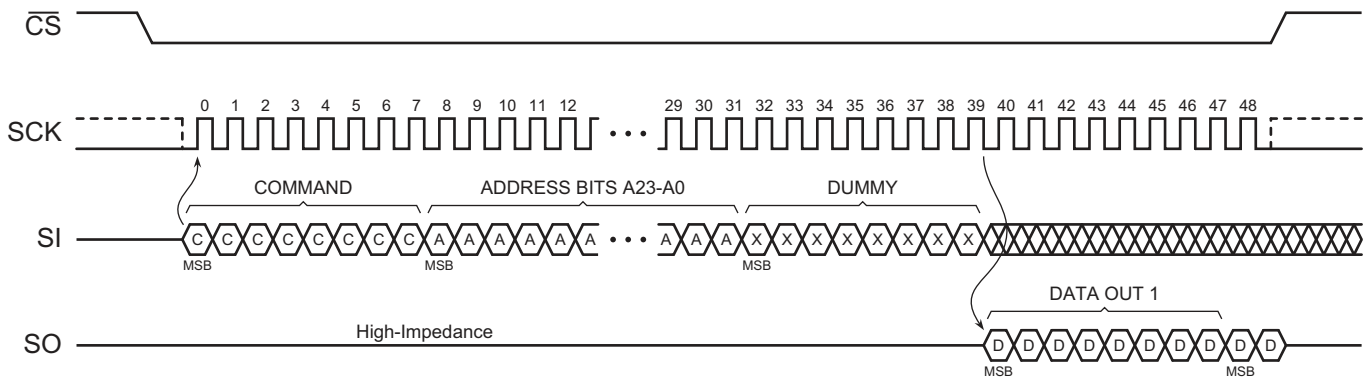 CS
0 1 2 3 4 5 6 7 8 9 10 11 12 29 30 31 32 33 34 35 36 37 38 39 40 41 42 43 44 45 46 47 48
SCK
COMMAND ADDRESS BITS A23-A0 DUMMY
SI C C C C C C C C A A A A A A A A A X X X X X X X X
MSB MSB MSB
DATA OUT 1
High-Impedance
SO D D D D D D D D D D
MSB MSB